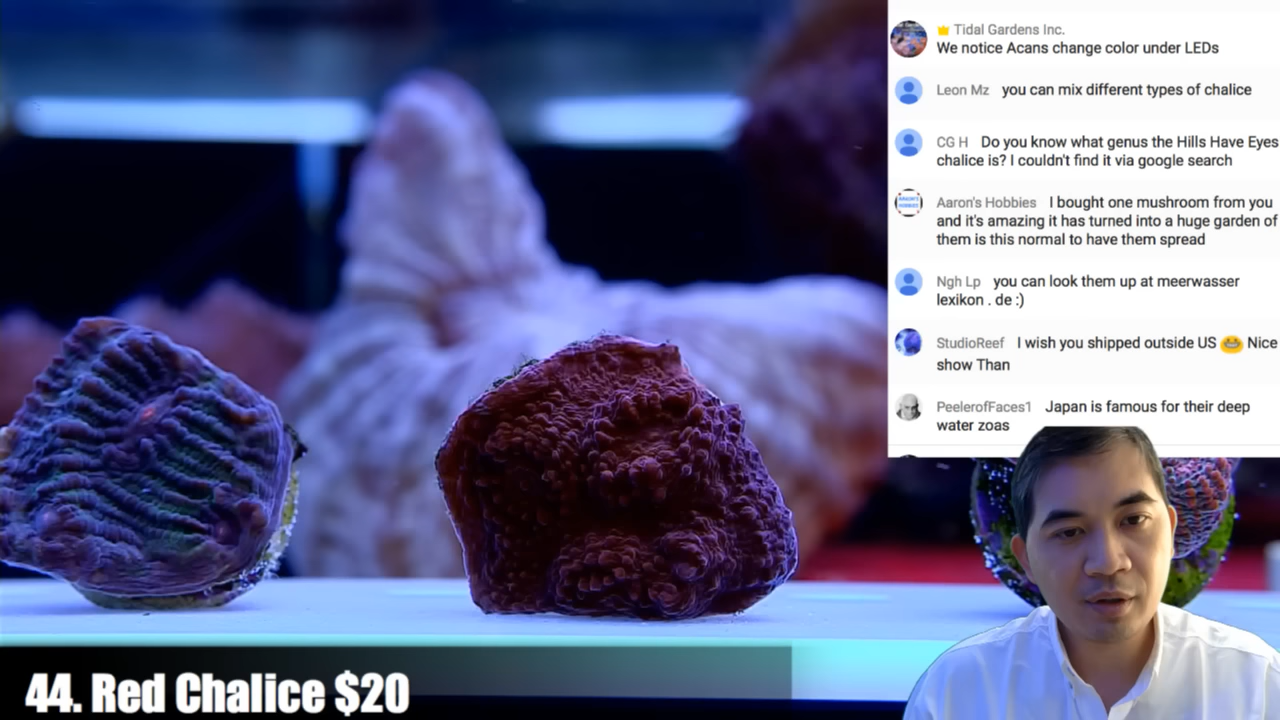 Tidal Gardens Inc.
We notice Acans change color under LEDs
Leon Mz you can mix different types of chalice
CG H Do you know what genus the Hills Have Eyes
chalice is? I couldn't find it via google search
Aaron's Hobbies I bought one mushroom from you
and it's amazing it has turned into a huge garden of
them is this normal to have them spread
Ngh Lp you can look them up at meerwasser
lexikon . de :)
StudioReef I wish you shipped outside US 😁 Nice
show Than
PeelerofFaces1 Japan is famous for their deep
water zoas
44. Red Chalice $20